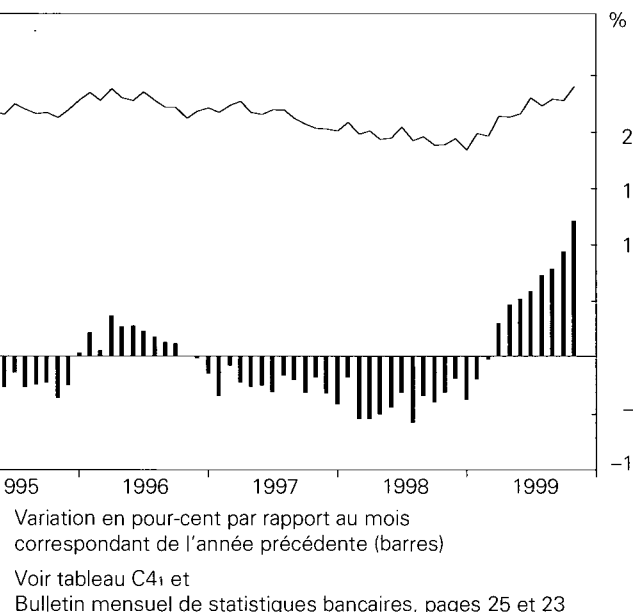 %
2
1
1
–
–1
995 1996 1997 1998 1999
Variation en pour-cent par rapport au mois
correspondant de l'année précédente (barres)
Voir tableau C41 et
Bulletin mensuel de statistiques bancaires, pages 25 et 23